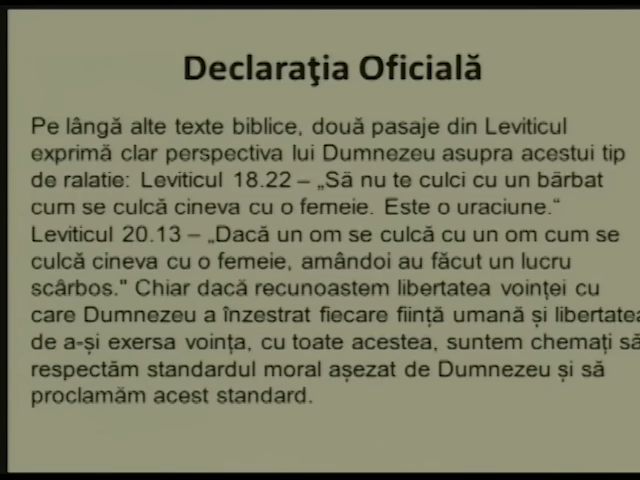 Declaraţia Oficială
Pe lângă alte texte biblice, două pasaje din Leviticul
exprimă clar perspectiva lui Dumnezeu asupra acestui tip
de ralatie: Leviticul 18.22 – „Să nu te culci cu un bărbat
cum se culcă cineva cu o femeie. Este o uraciune.“
Leviticul 20.13 – „Dacă un om se culcă cu un om cum se
culcă cineva cu o femeie, amândoi au făcut un lucru
scârbos." Chiar dacă recunoastem libertatea voinței cu
care Dumnezeu a înzestrat fiecare ființă umană și libertatea
de a-și exersa voința, cu toate acestea, suntem chemați să
respectăm standardul moral așezat de Dumnezeu și să
proclamăm acest standard.